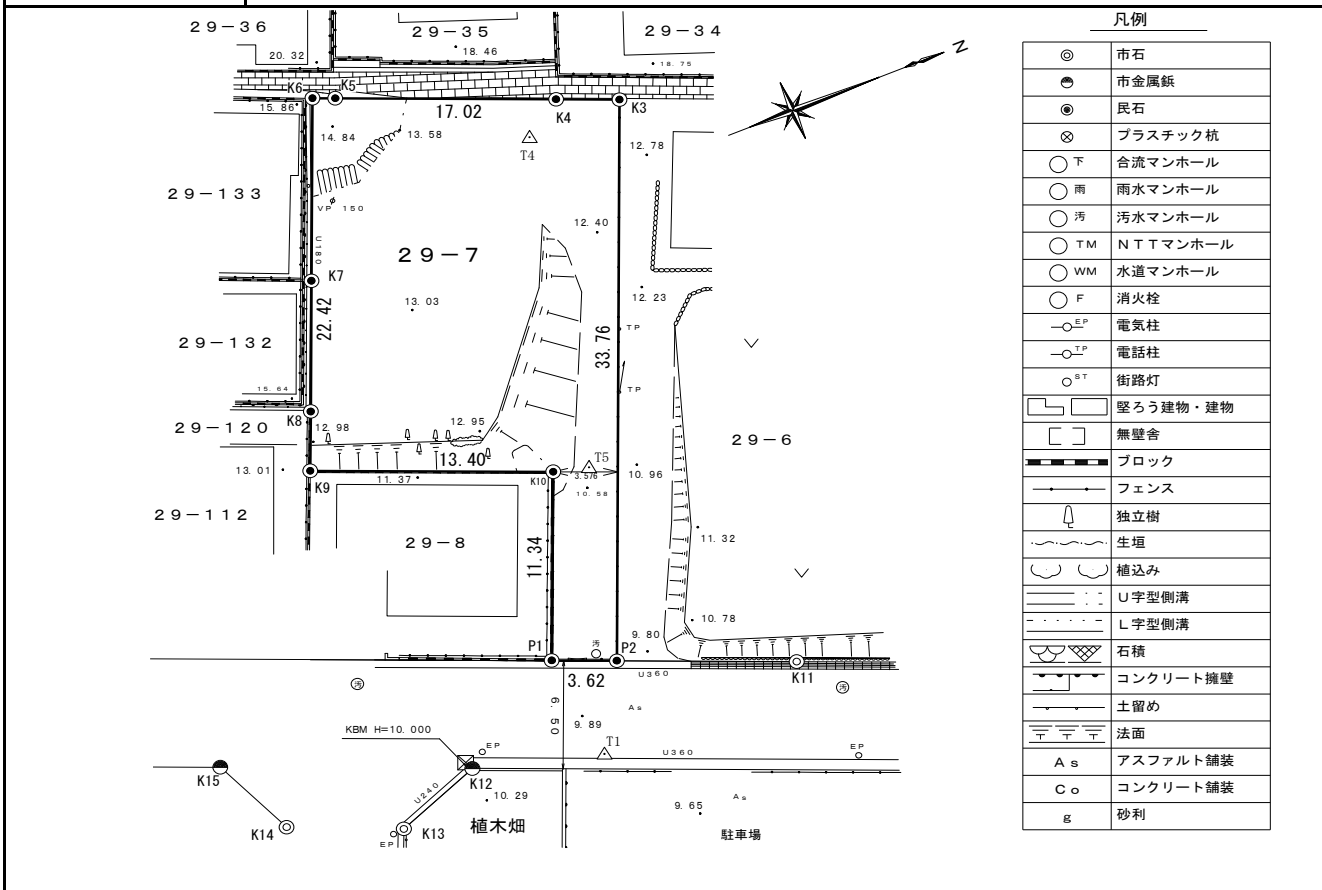 29-36
29-35
29-34
20.32
18.46
18.75
N
K6
K5
17.02
K4
K3
15.86
14.84
13.58
T4
12.78
29-133
VP 150
12.40
U180
29-7
K7
13.03
12.23
22.42
TP
33.76
29-132
TP
15.64
K8
12.98
12.95
29-120
29-6
13.01
13.40
T5
3.576
10.96
K9
11.37
K10
10.58
29-112
29-8
11.34
11.32
10.78
9.80
P1
汚
P2
K11
3.62
U360
汚
汚
6.50
As
9.89
KBM H=10.000
EP
T1
U360
EP
K15
K12
U240
10.29
As
9.65
K14
K13
植木畑
駐車場
EP
凡例
市石
市金属鋲
民石
プラスチック杭
下 合流マンホール
雨 雨水マンホール
汚 汚水マンホール
TM NTTマンホール
WM 水道マンホール
F 消火栓
EP 電気柱
TP 電話柱
ST 街路灯
堅ろう建物・建物
無壁舎
ブロック
フェンス
独立樹
生垣
植込み
U字型側溝
L字型側溝
石積
コンクリート擁壁
土留め
法面
As アスファルト舗装
Co コンクリート舗装
g 砂利